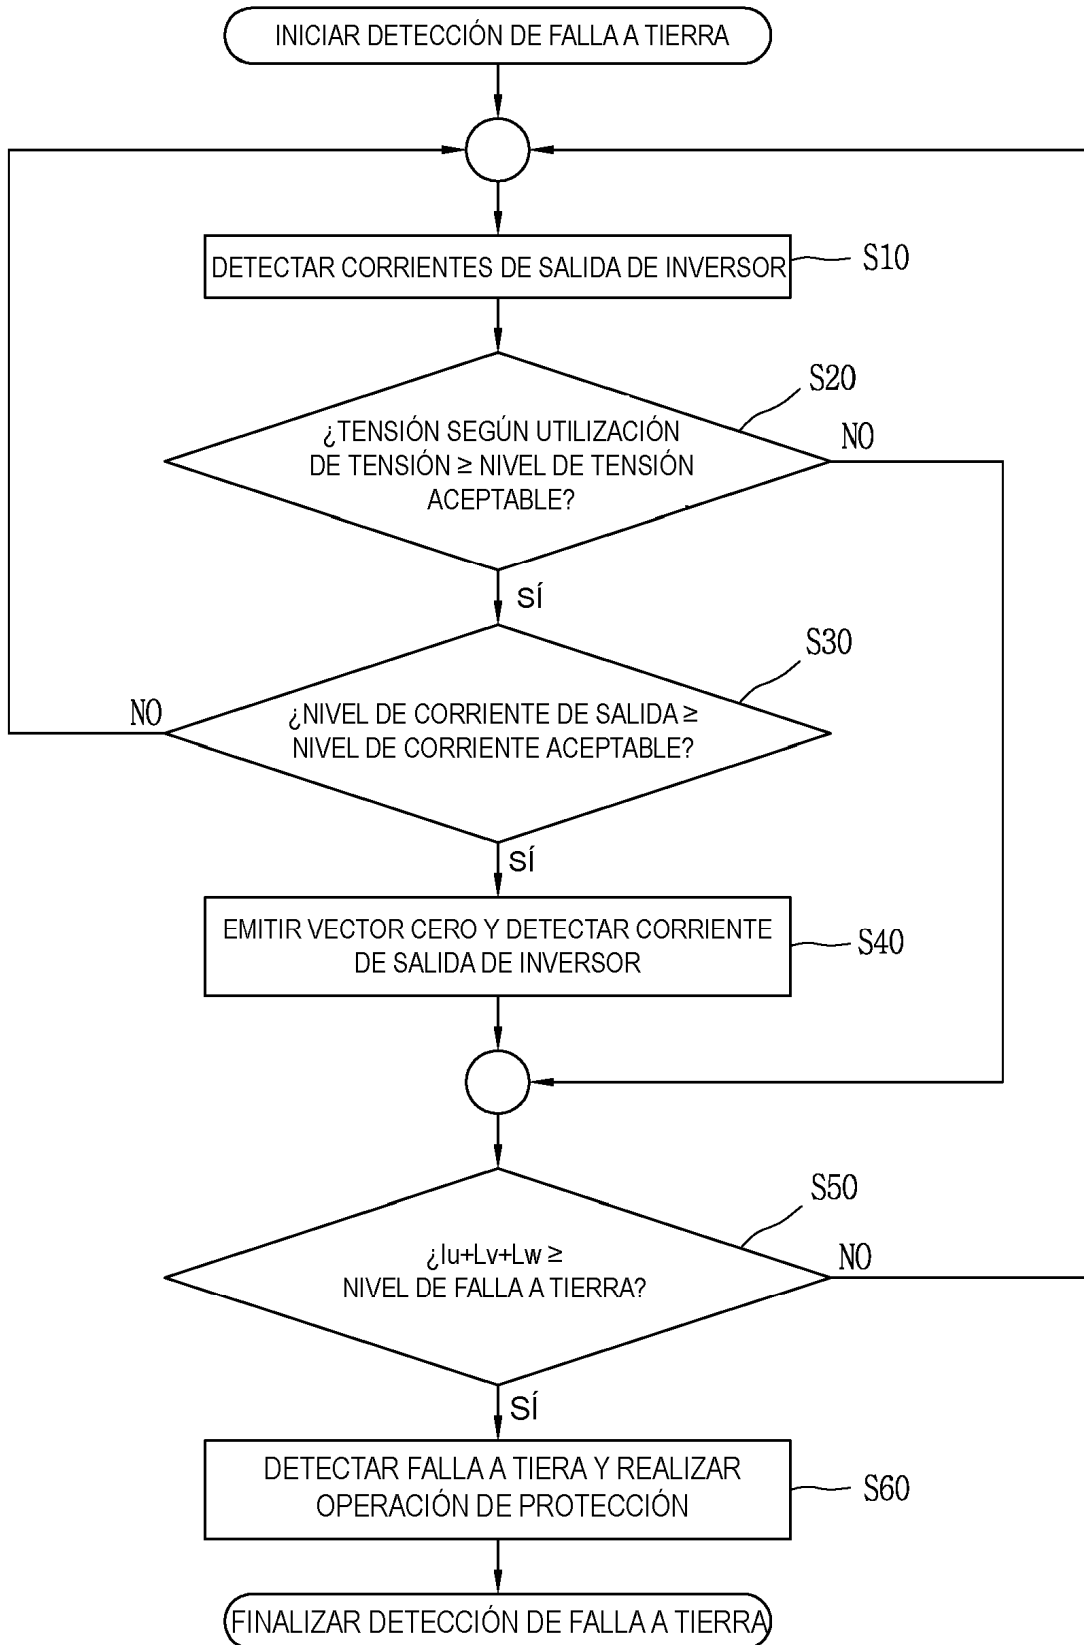 INICIAR DETECCIÓN DE FALLA A TIERRA
DETECTAR CORRIENTES DE SALIDA DE INVERSOR
S10
S20
¿TENSIÓN SEGÚN UTILIZACIÓN
DE TENSIÓN ≥ NIVEL DE TENSIÓN
ACEPTABLE?
NO
SÍ
S30
¿NIVEL DE CORRIENTE DE SALIDA ≥
NIVEL DE CORRIENTE ACEPTABLE?
NO
SÍ
EMITIR VECTOR CERO Y DETECTAR CORRIENTE
DE SALIDA DE INVERSOR
S40
S50
¿Iu+Lv+Lw ≥
NIVEL DE FALLA A TIERRA?
NO
SÍ
DETECTAR FALLA A TIERA Y REALIZAR
OPERACIÓN DE PROTECCIÓN
S60
FINALIZAR DETECCIÓN DE FALLA A TIERRA